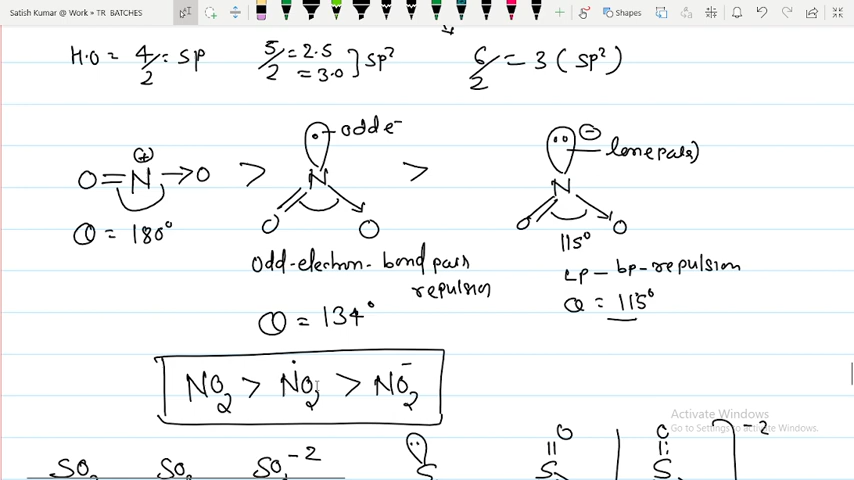 Satish Kumar @ Work » TR BATCHES
Shapes
H.O = 4/2 = SP
5/2 = 2.5
= 3.0 ] SP²
6/2 = 3 ( SP² )
O=N→O
⊕
>
odd e⁻
N
O
O
>
⊖
lone pair)
N
O
O
θ = 180°
115°
Odd-electron-bond pair
repulsion
LP - bp-repulsion
θ = 115°
θ = 134°
NO₂ > ṄO₂ > NO₂⁻
Activate Windows
Go to Settings to activate Windows.
SO₂
SO₃
SO₃⁻²
S
O
S
O
S
-2